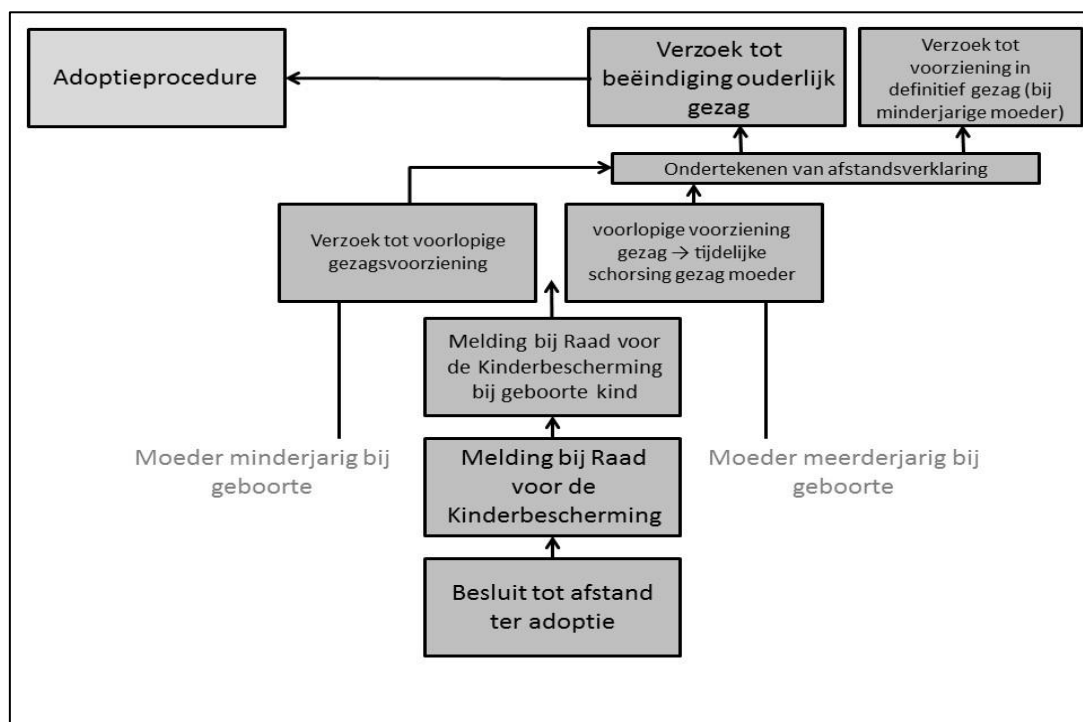 Adoptieprocedure
Verzoek tot
beëindiging ouderlijk
gezag
Verzoek tot
voorziening in
definitief gezag (bij
minderjarige moeder)
Ondertekenen van afstandsverklaring
Verzoek tot voorlopige
gezagsvoorziening
voorlopige voorziening
gezag → tijdelijke
schorsing gezag moeder
Melding bij Raad voor
de Kinderbescherming
bij geboorte kind
Moeder minderjarig bij
geboorte
Melding bij Raad
voor de
Kinderbescherming
Moeder meerderjarig bij
geboorte
Besluit tot afstand
ter adoptie